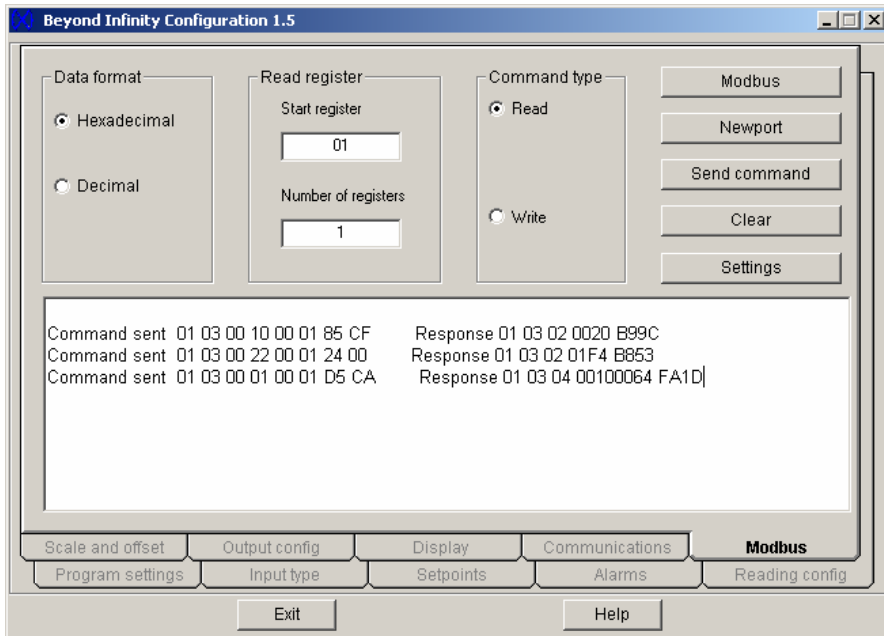 Beyond Infinity Configuration 1.5
Data format
Hexadecimal
Decimal
Read register
Start register
01
Number of registers
1
Command type
Read
Write
Modbus
Newport
Send command
Clear
Settings
Command sent 01 03 00 10 00 01 85 CF Response 01 03 02 0020 B99C
Command sent 01 03 00 22 00 01 24 00 Response 01 03 02 01F4 B853
Command sent 01 03 00 01 00 01 D5 CA Response 01 03 04 00100064 FA1D
Scale and offset Output config Display Communications Modbus
Program settings Input type Setpoints Alarms Reading config
Exit Help